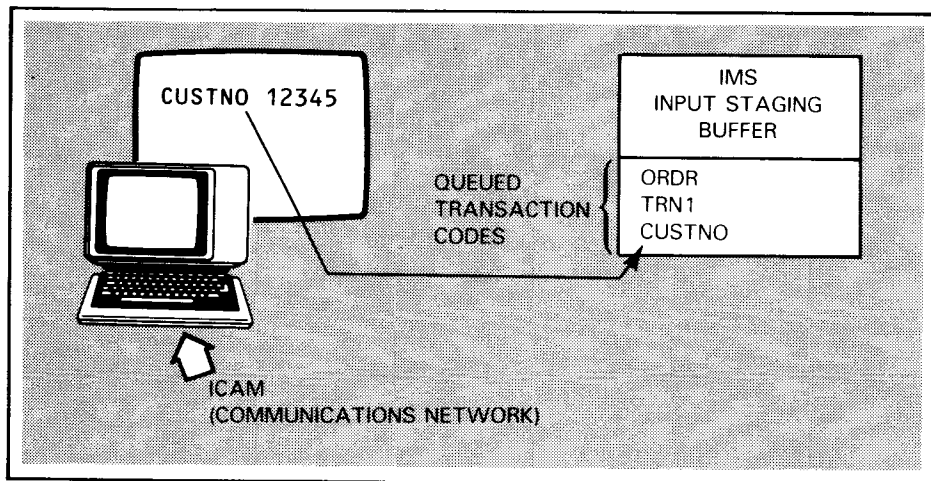 CUSTNO 12345
IMS
INPUT STAGING
BUFFER
QUEUED
TRANSACTION
CODES
ORDR
TRN1
CUSTNO
ICAM
(COMMUNICATIONS NETWORK)